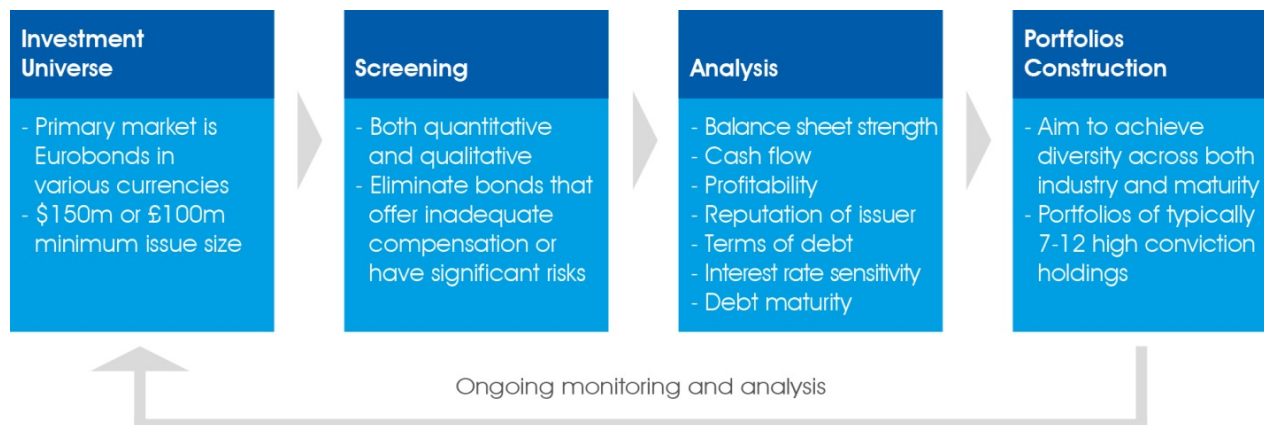 Investment
Universe
- Primary market is
Eurobonds in
various currencies
- $150m or £100m
minimum issue size
Screening
- Both quantitative
and qualitative
- Eliminate bonds that
offer inadequate
compensation or
have significant risks
Analysis
- Balance sheet strength
- Cash flow
- Profitability
- Reputation of issuer
- Terms of debt
- Interest rate sensitivity
- Debt maturity
Portfolios
Construction
- Aim to achieve
diversity across both
industry and maturity
- Portfolios of typically
7-12 high conviction
holdings
Ongoing monitoring and analysis